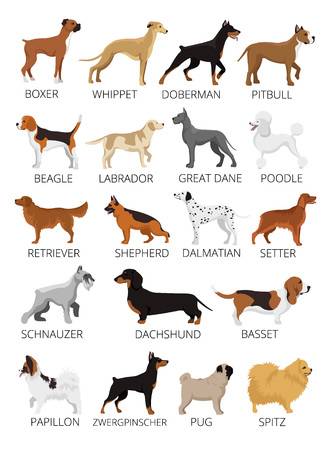 BOXER WHIPPET DOBERMAN PITBULL
BEAGLE LABRADOR GREAT DANE POODLE
RETRIEVER SHEPHERD DALMATIAN SETTER
SCHNAUZER DACHSHUND BASSET
PAPILLON ZWERGPINSCHER PUG SPITZ